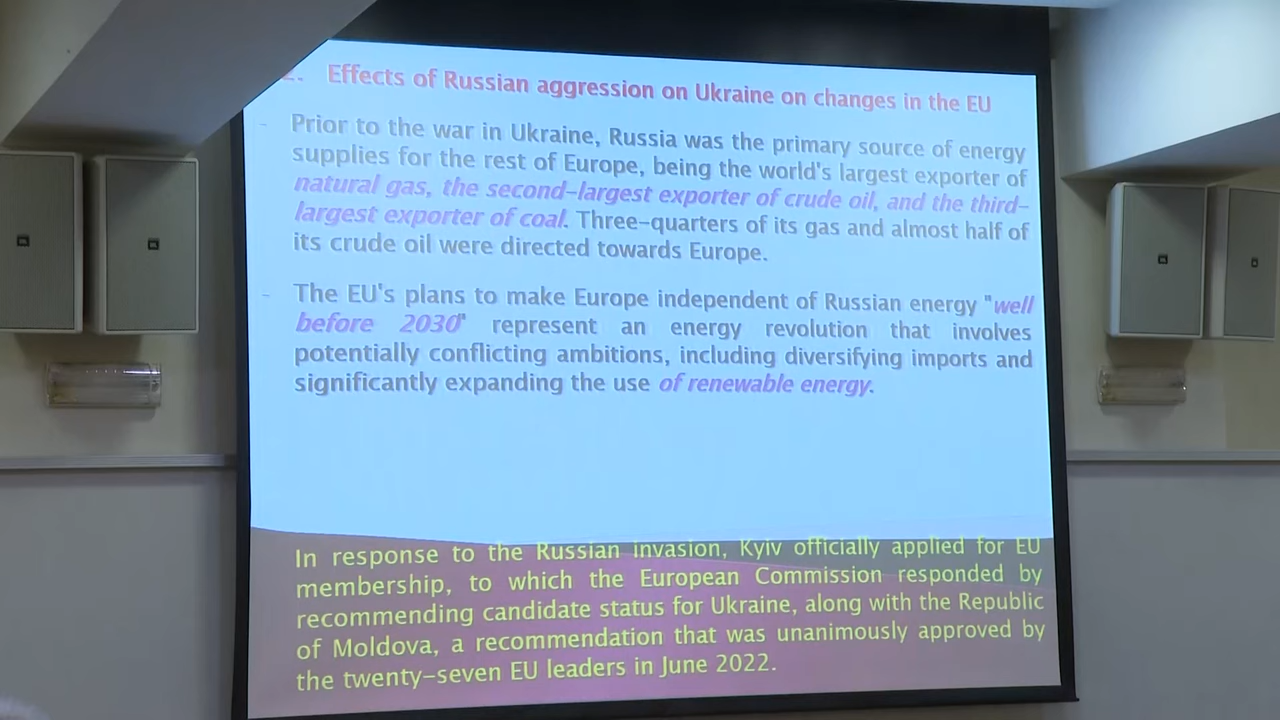 . Effects of Russian aggression on Ukraine on changes in the EU
- Prior to the war in Ukraine, Russia was the primary source of energy
supplies for the rest of Europe, being the world's largest exporter of
natural gas, the second-largest exporter of crude oil, and the third-
largest exporter of coal. Three-quarters of its gas and almost half of
its crude oil were directed towards Europe.
- The EU's plans to make Europe independent of Russian energy "well
before 2030" represent an energy revolution that involves
potentially conflicting ambitions, including diversifying imports and
significantly expanding the use of renewable energy.
In response to the Russian invasion, Kyiv officially applied for EU
membership, to which the European Commission responded by
recommending candidate status for Ukraine, along with the Republic
of Moldova, a recommendation that was unanimously approved by
the twenty-seven EU leaders in June 2022.